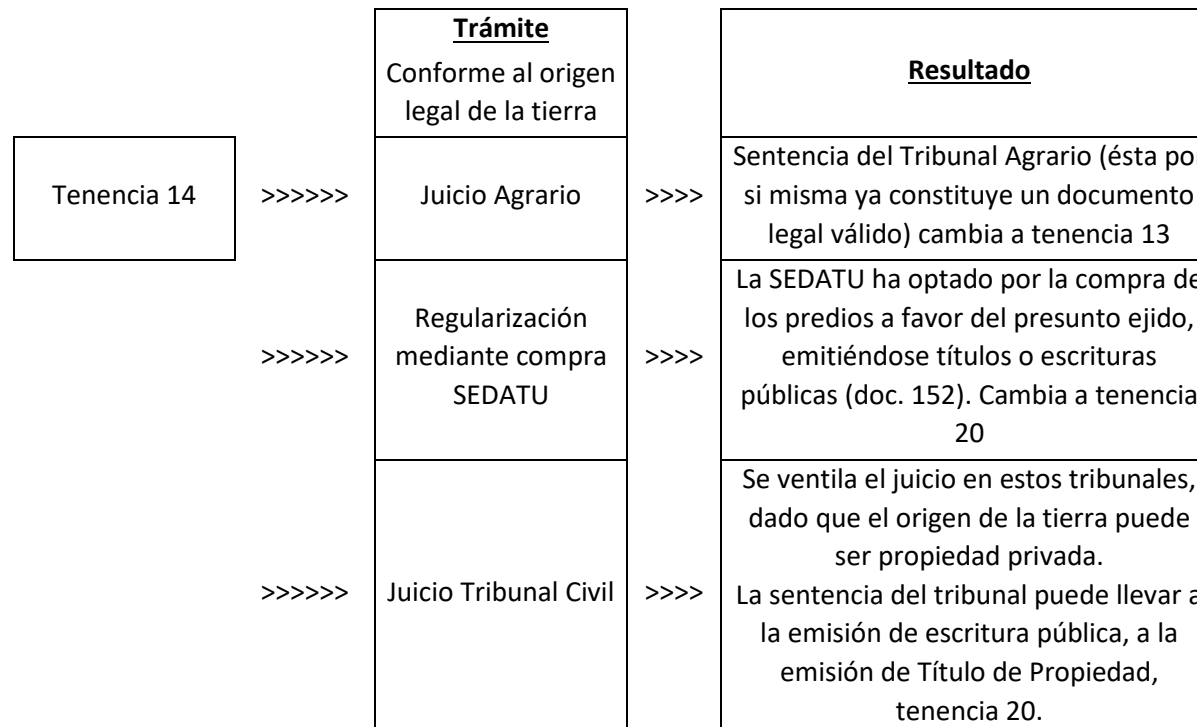 Trámite
Conforme al origen
legal de la tierra
Resultado
Tenencia 14
>>>>>>
Juicio Agrario
>>>>
Sentencia del Tribunal Agrario (ésta po
si misma ya constituye un documento
legal válido) cambia a tenencia 13
>>>>>>
Regularización
mediante compra
SEDATU
>>>>
La SEDATU ha optado por la compra de
los predios a favor del presunto ejido,
emitiéndose títulos o escrituras
públicas (doc. 152). Cambia a tenencia
20
>>>>>>
Juicio Tribunal Civil
>>>>
Se ventila el juicio en estos tribunales,
dado que el origen de la tierra puede
ser propiedad privada.
La sentencia del tribunal puede llevar a
la emisión de escritura pública, a la
emisión de Título de Propiedad,
tenencia 20.